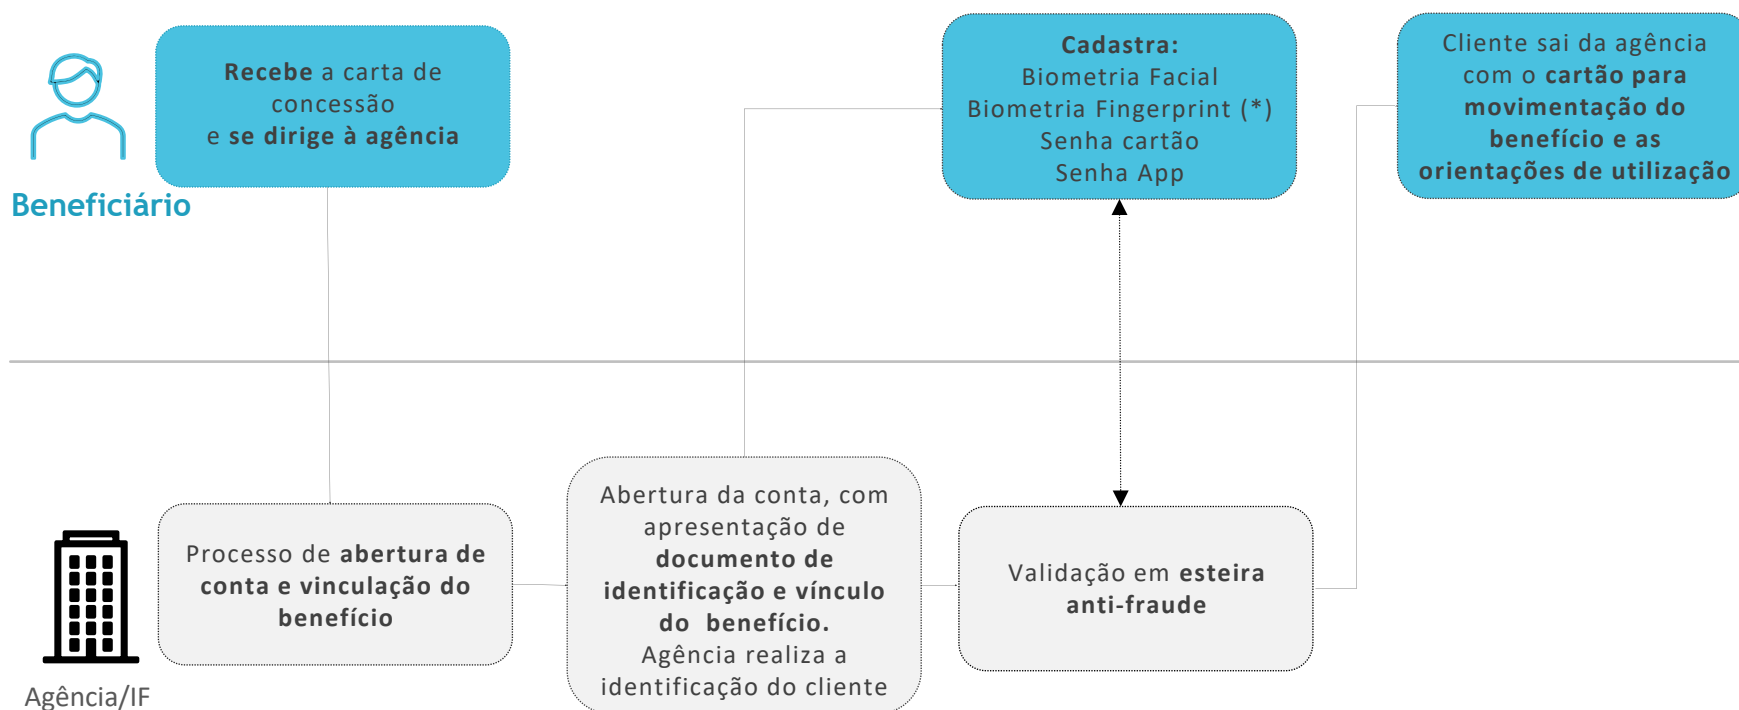 Recebe a carta de
concessão
e se dirige à agência
Cadastra:
Biometria Facial
Biometria Fingerprint (*)
Senha cartão
Senha App
Cliente sai da agência
com o cartão para
movimentação do
benefício e as
orientações de utilização
Beneficiário
Processo de abertura de
conta e vinculação do
benefício
Abertura da conta, com
apresentação de
documento de
identificação e vínculo
do  benefício.
Agência realiza a
identificação do cliente
Validação em esteira
anti-fraude
Agência/IF